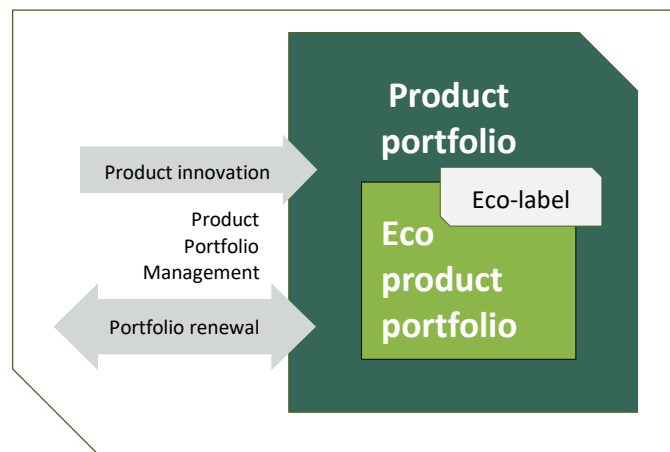 Product
portfolio
Product innovation
Eco-label
Product
Portfolio
Management
Eco
product
portfolio
Portfolio renewal